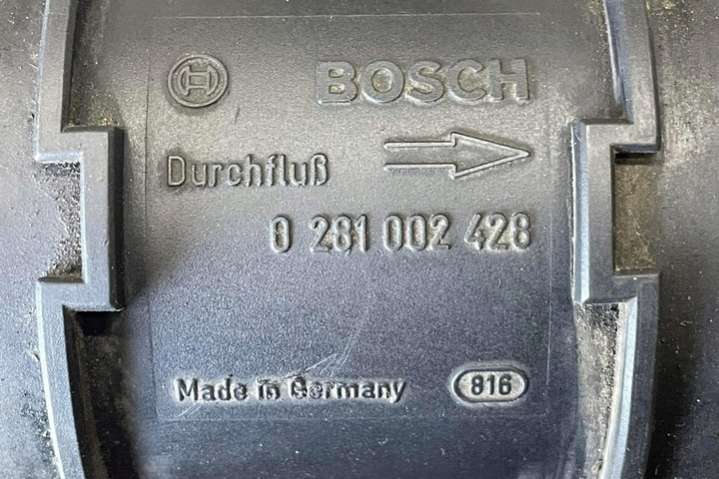 BOSCH
Durchfluß
0 281 002 428
Made in Germany 816